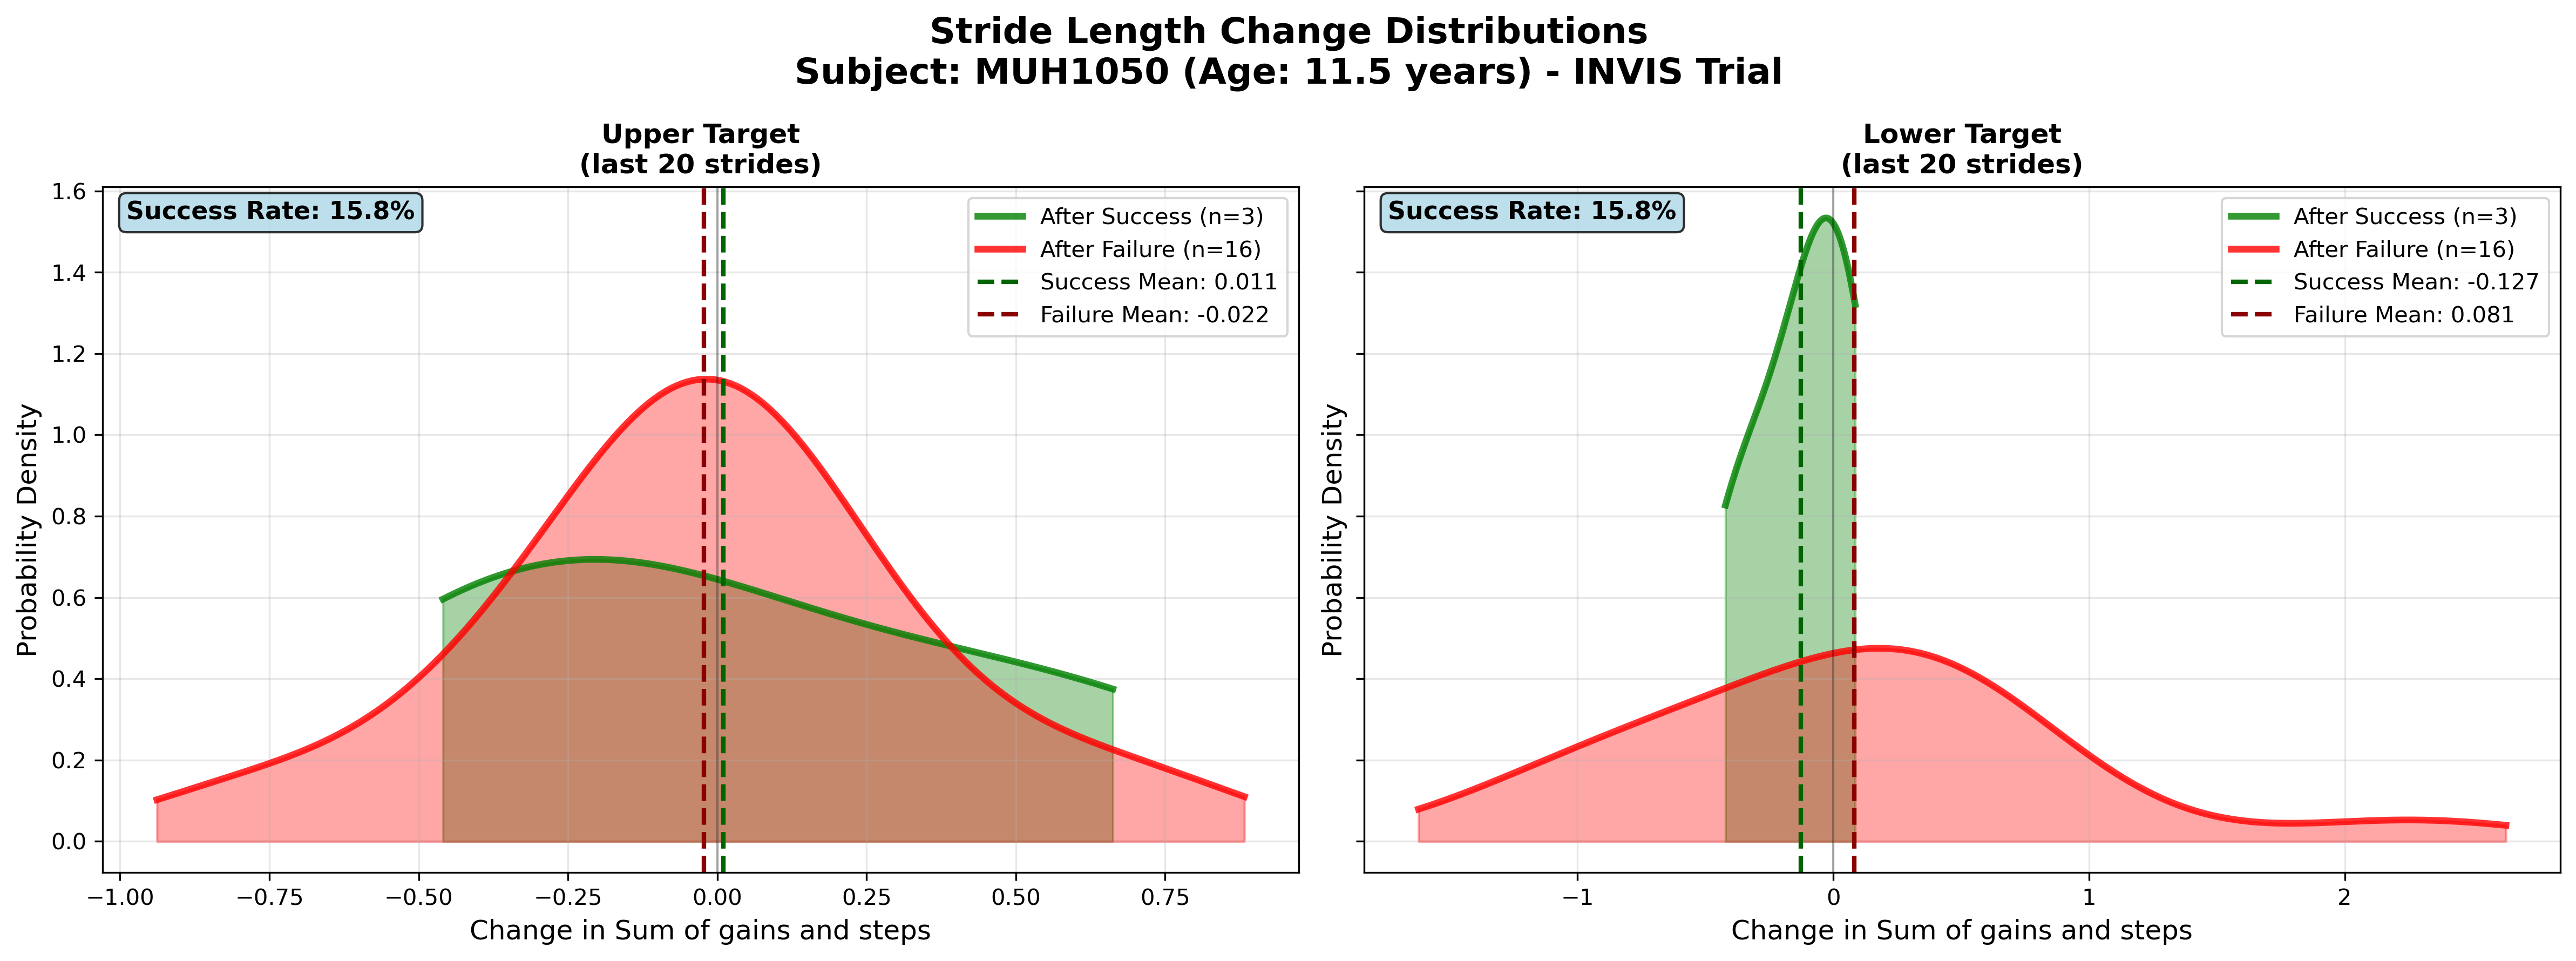 Stride Length Change Distributions
Subject: MUH1050 (Age: 11.5 years) - INVIS Trial
Upper Target
(last 20 strides)
Success Rate: 15.8%
After Success (n=3)
After Failure (n=16)
Success Mean: 0.011
Failure Mean: -0.022
Probability Density
1.6
1.4
1.2
1.0
0.8
0.6
0.4
0.2
0.0
−1.00 −0.75 −0.50 −0.25 0.00 0.25 0.50 0.75
Change in Sum of gains and steps
Lower Target
(last 20 strides)
Success Rate: 15.8%
After Success (n=3)
After Failure (n=16)
Success Mean: -0.127
Failure Mean: 0.081
Probability Density
−1 0 1 2
Change in Sum of gains and steps